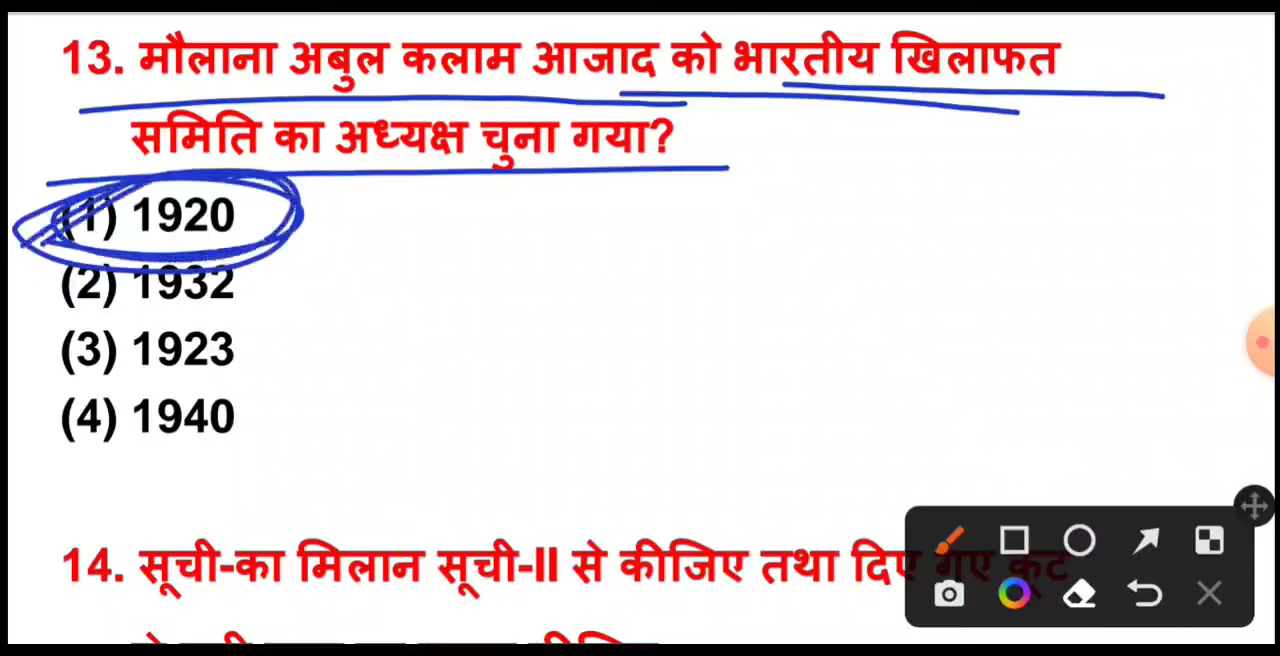 13. मौलाना अबुल कलाम आजाद को भारतीय खिलाफत
समिति का अध्यक्ष चुना गया?
(1) 1920
(2) 1932
(3) 1923
(4) 1940
14. सूची-का मिलान सूची-II से कीजिए तथा दिए गए कूट